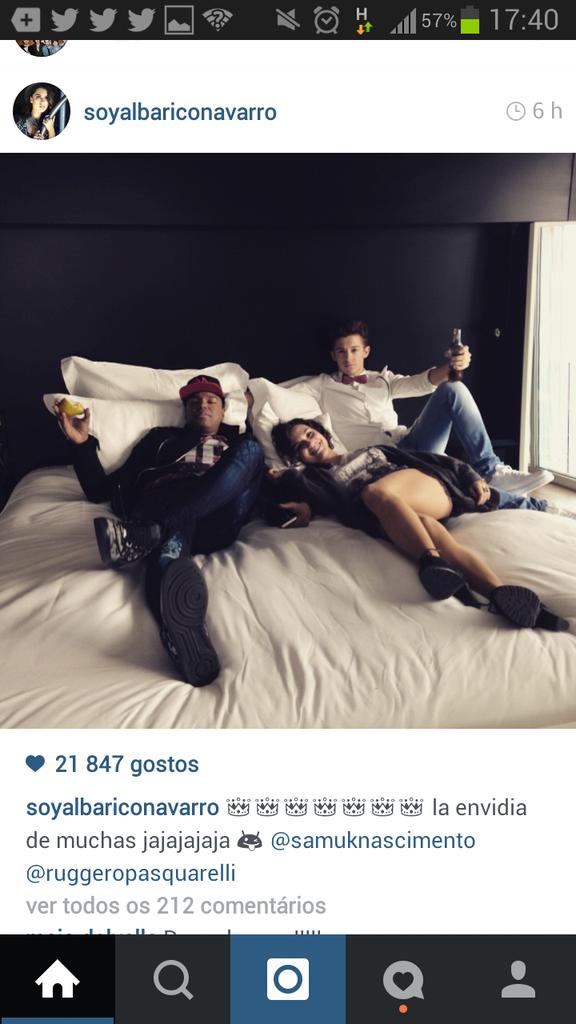 H
57%
17:40
soyalbariconavarro
6 h
21 847 gostos
soyalbariconavarro 👑👑👑👑👑👑👑 la envidia
de muchas jajajajaja 😈 @samuknascimento
@ruggeropasquarelli
ver todos os 212 comentários